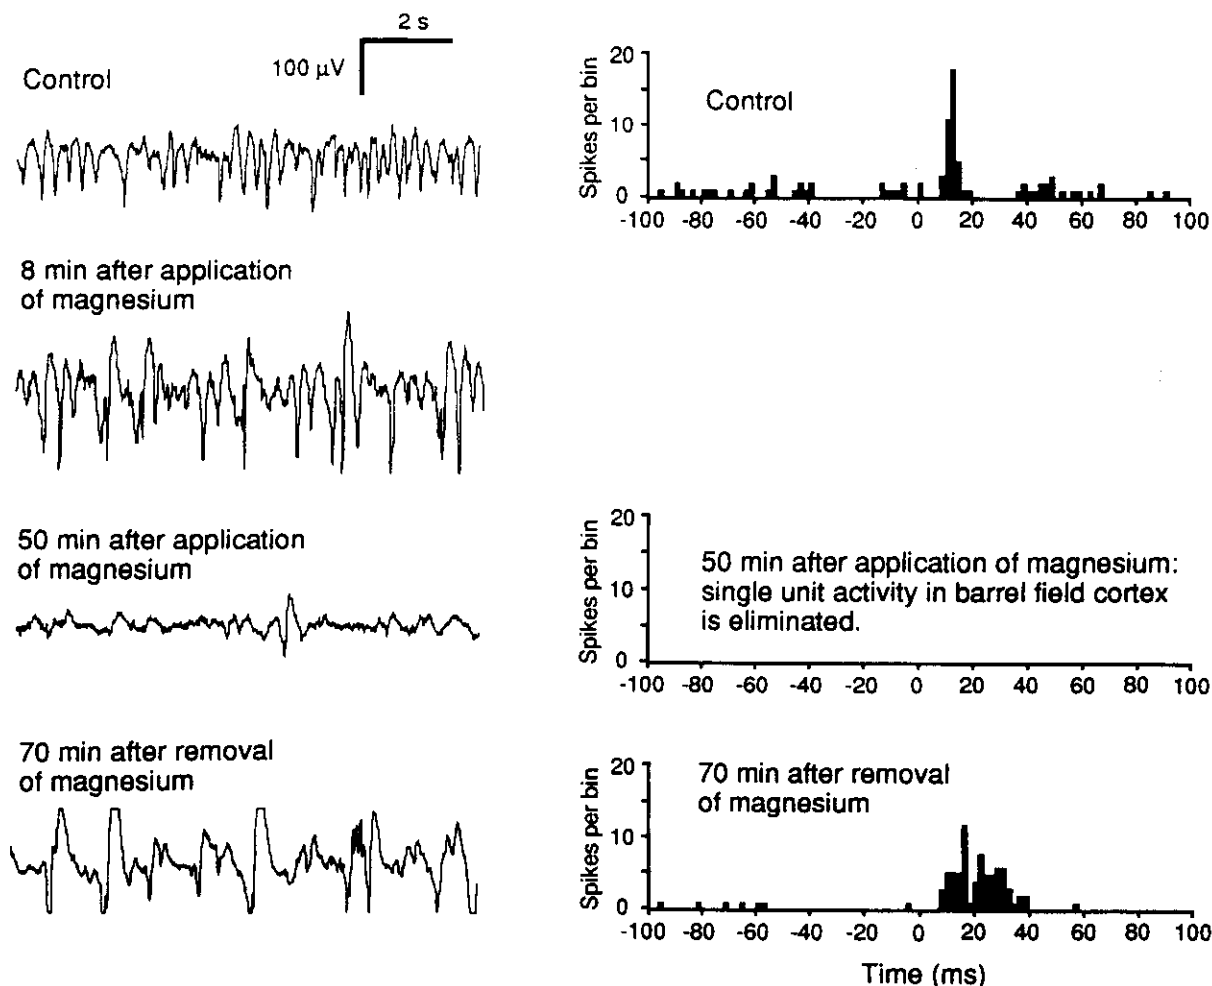 2 s
100 µV
Control
8 min after application
of magnesium
50 min after application
of magnesium
70 min after removal
of magnesium
Spikes per bin
20
10
0
Control
-100 -80 -60 -40 -20 0 20 40 60 80 100
Spikes per bin
20
10
0
50 min after application of magnesium:
single unit activity in barrel field cortex
is eliminated.
-100 -80 -60 -40 -20 0 20 40 60 80 100
Spikes per bin
20
10
0
70 min after removal
of magnesium
-100 -80 -60 -40 -20 0 20 40 60 80 100
Time (ms)